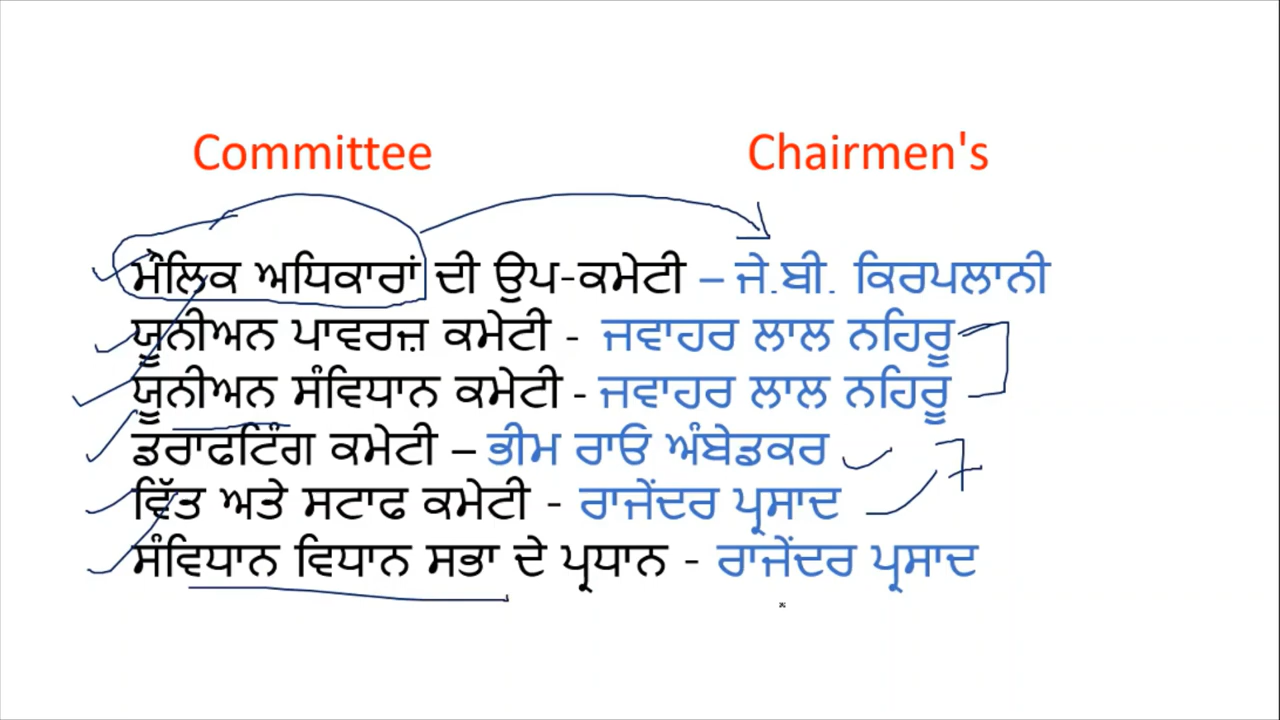 Committee Chairmen's
ਮੌਲਿਕ ਅਧਿਕਾਰਾਂ ਦੀ ਉਪ-ਕਮੇਟੀ – ਜੇ.ਬੀ. ਕਿਰਪਲਾਨੀ
ਯੂਨੀਅਨ ਪਾਵਰਜ਼ ਕਮੇਟੀ - ਜਵਾਹਰ ਲਾਲ ਨਹਿਰੂ
ਯੂਨੀਅਨ ਸੰਵਿਧਾਨ ਕਮੇਟੀ - ਜਵਾਹਰ ਲਾਲ ਨਹਿਰੂ
ਡਰਾਫਟਿੰਗ ਕਮੇਟੀ – ਭੀਮ ਰਾਓ ਅੰਬੇਡਕਰ
ਵਿੱਤ ਅਤੇ ਸਟਾਫ ਕਮੇਟੀ - ਰਾਜੇਂਦਰ ਪ੍ਰਸਾਦ
ਸੰਵਿਧਾਨ ਵਿਧਾਨ ਸਭਾ ਦੇ ਪ੍ਰਧਾਨ - ਰਾਜੇਂਦਰ ਪ੍ਰਸਾਦ